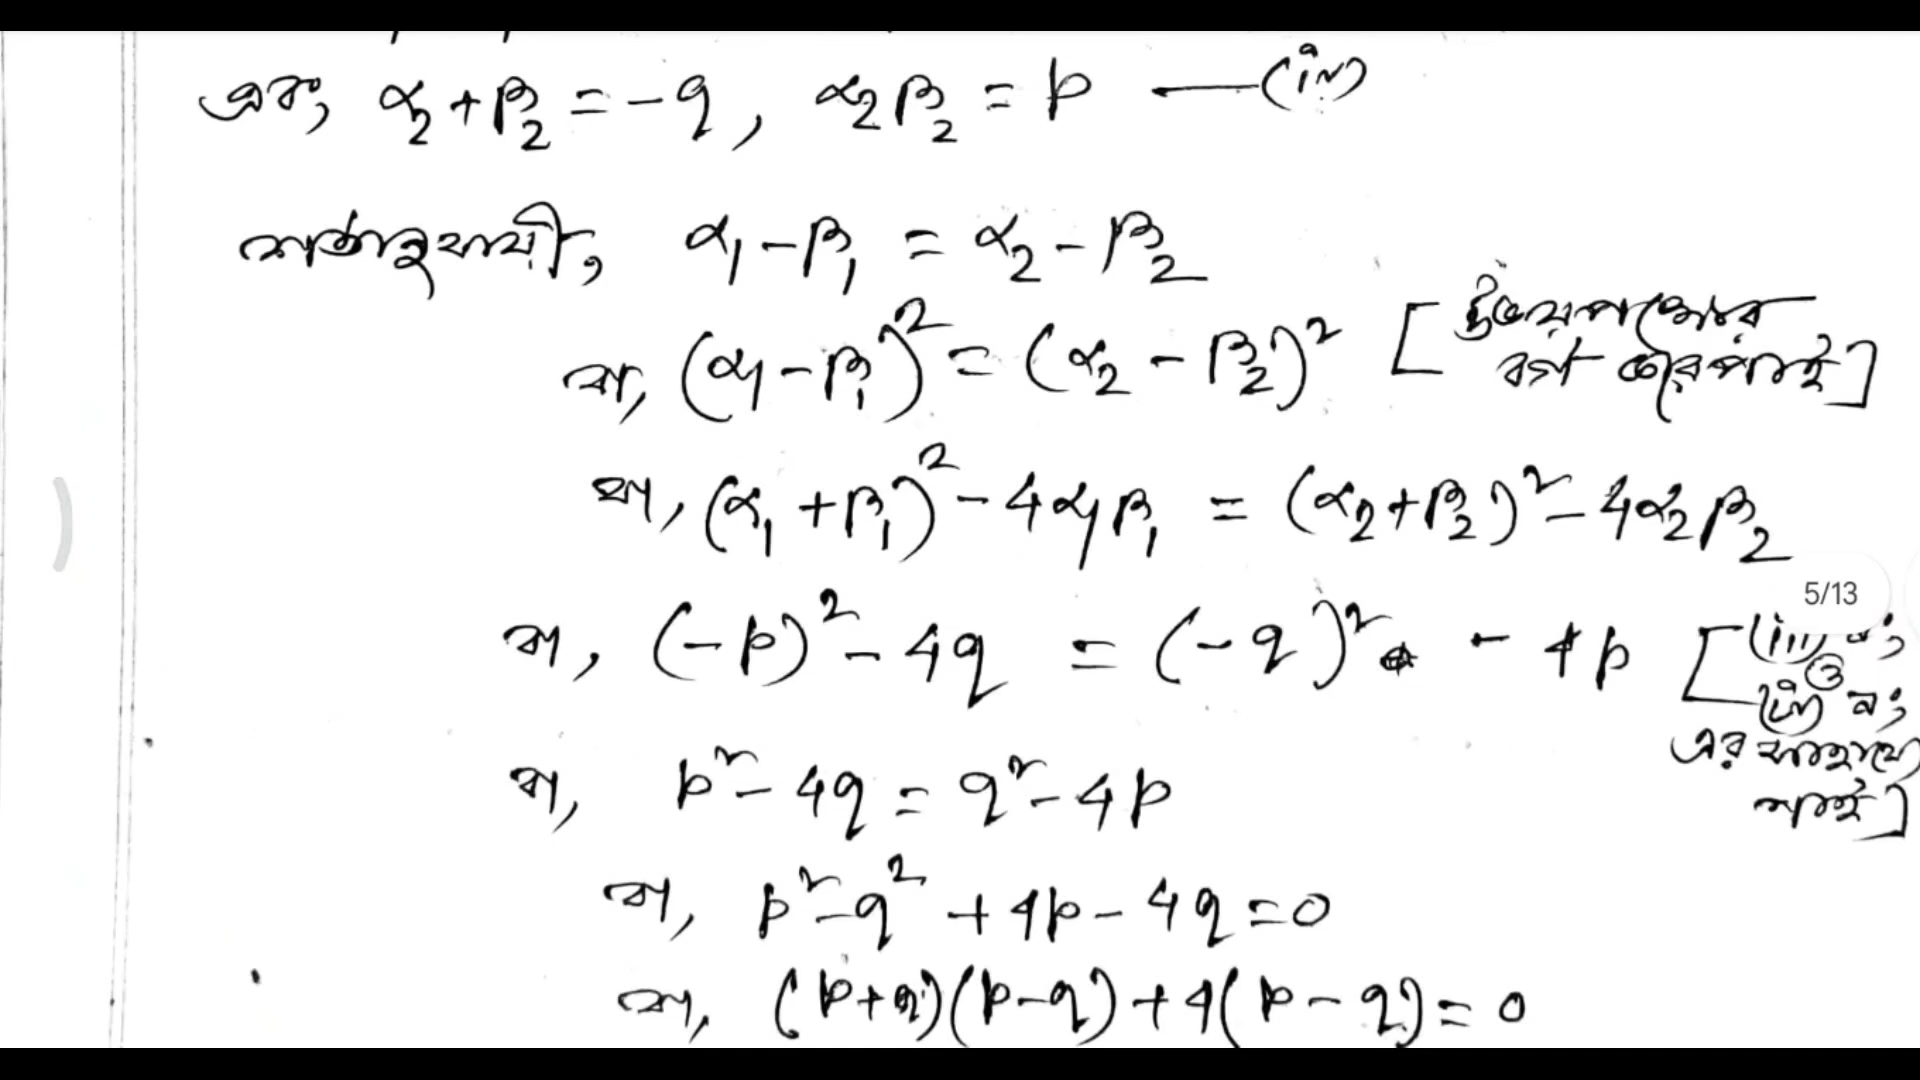 এবং, α₂ + β₂ = -q, α₂β₂ = p —(iv)
শর্তানুযায়ী, α₁ - β₁ = α₂ - β₂
বা, (α₁ - β₁)² = (α₂ - β₂)² [উভয়পক্ষের
বর্গ করে পাই]
বা, (α₁ + β₁)² - 4α₁β₁ = (α₂ + β₂)² - 4α₂β₂
5/13
বা, (-p)² - 4q = (-q)² - 4p [(iii) নং
ও
(iv) নং
এর সাহায্যে
পাই]
বা, p² - 4q = q² - 4p
বা, p² - q² + 4p - 4q = 0
বা, (p+q)(p-q) + 4(p - q) = 0